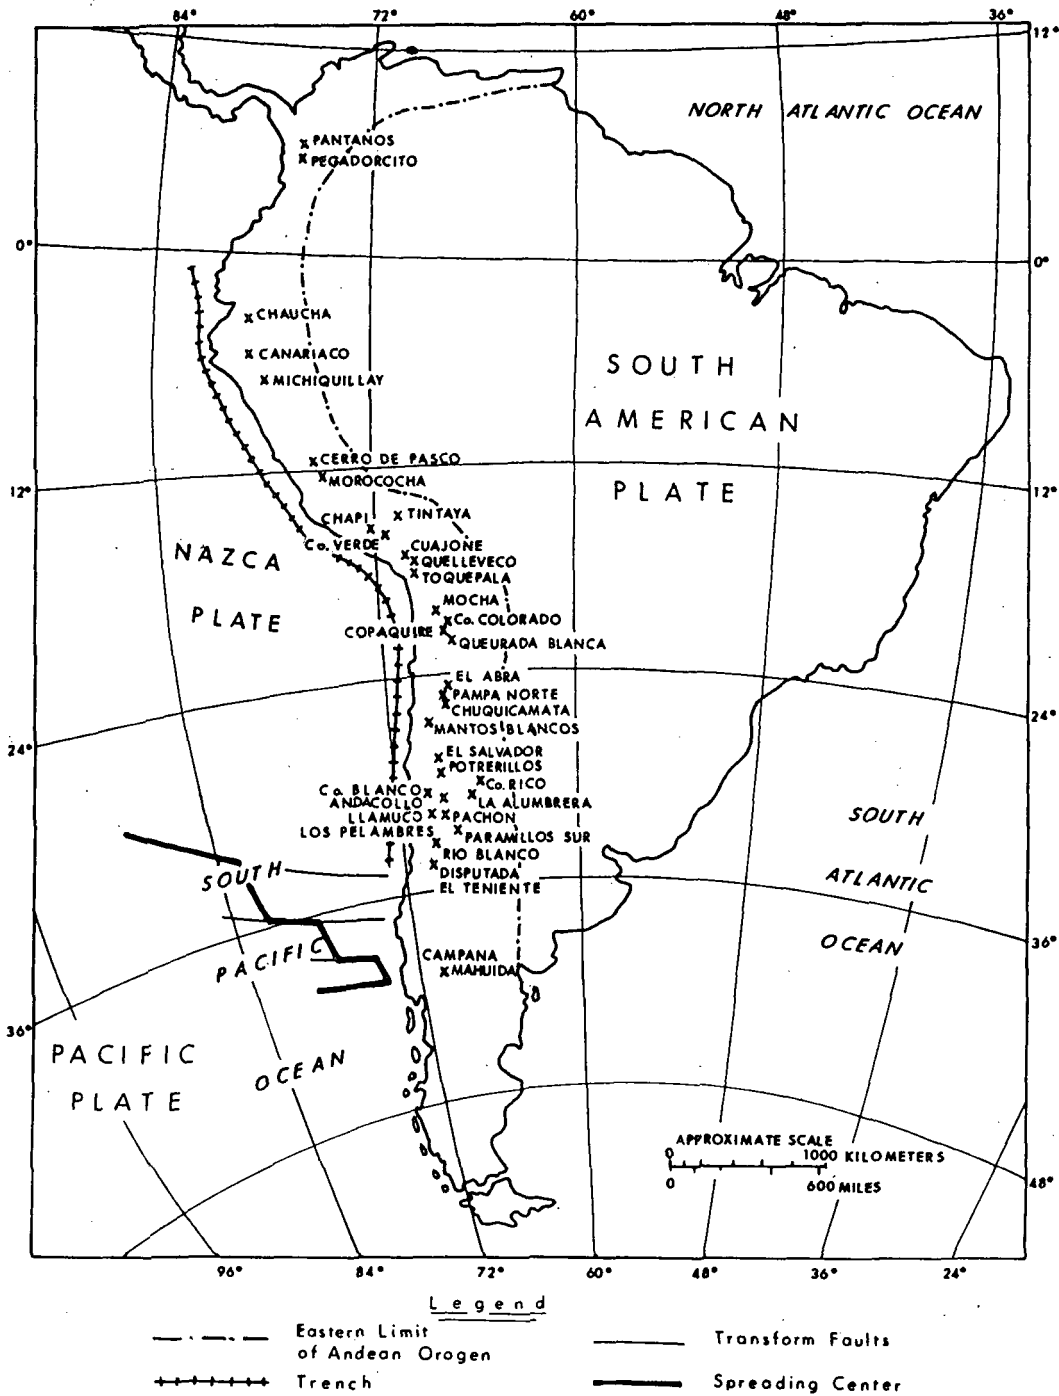 84° 72° 60° 48° 36°
12°
NORTH ATLANTIC OCEAN
PANTANOS
PEGADORCITO
0° 0°
CHAUCHA
CANARIACO
MICHIQUILLAY
SOUTH
AMERICAN
PLATE
CERRO DE PASCO
MOROCOCHA
12° 12°
TINTAYA
CHAPI
Co. VERDE
CUAJONE
QUELLEVECO
TOQUEPALA
NAZCA
PLATE
MOCHA
Co. COLORADO
COPAQUIRE
QUEURADA BLANCA
EL ABRA
PAMPA NORTE
CHUQUICAMATA
MANTOS BLANCOS
24° 24°
EL SALVADOR
POTRERILLOS
Co. RICO
Co. BLANCO
ANDACOLLO
LA ALUMBRERA
LLAMUCO
PACHON
LOS PELAMBRES
PARAMILLOS SUR
RIO BLANCO
DISPUTADA
EL TENIENTE
SOUTH
ATLANTIC
OCEAN
SOUTH
PACIFIC
OCEAN
CAMPANA
MAHUIDA
36° 36°
PACIFIC
PLATE
APPROXIMATE SCALE
0 1000 KILOMETERS
0 600 MILES
48°
96° 84° 72° 60° 48° 36° 24°
Legend
Eastern Limit
of Andean Orogen
Transform Faults
Trench
Spreading Center